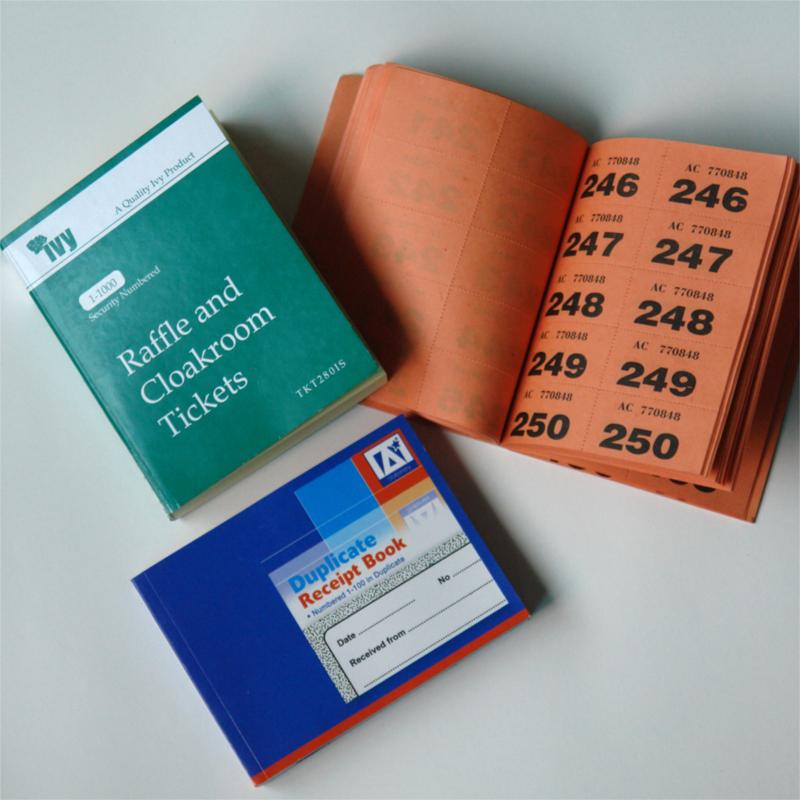 A Quality Ivy Product
Ivy
1-1000
Security Numbered
Raffle and
Cloakroom
Tickets
TKT2801S
AC 770848 AC 770848
246 246
AC 770848 AC 770848
247 247
AC 770848 AC 770848
248 248
AC 770848 AC 770848
249 249
AC 770848 AC 770848
250 250
Duplicate
Receipt Book
• Numbered 1-100 in Duplicate
No
Date
Received from